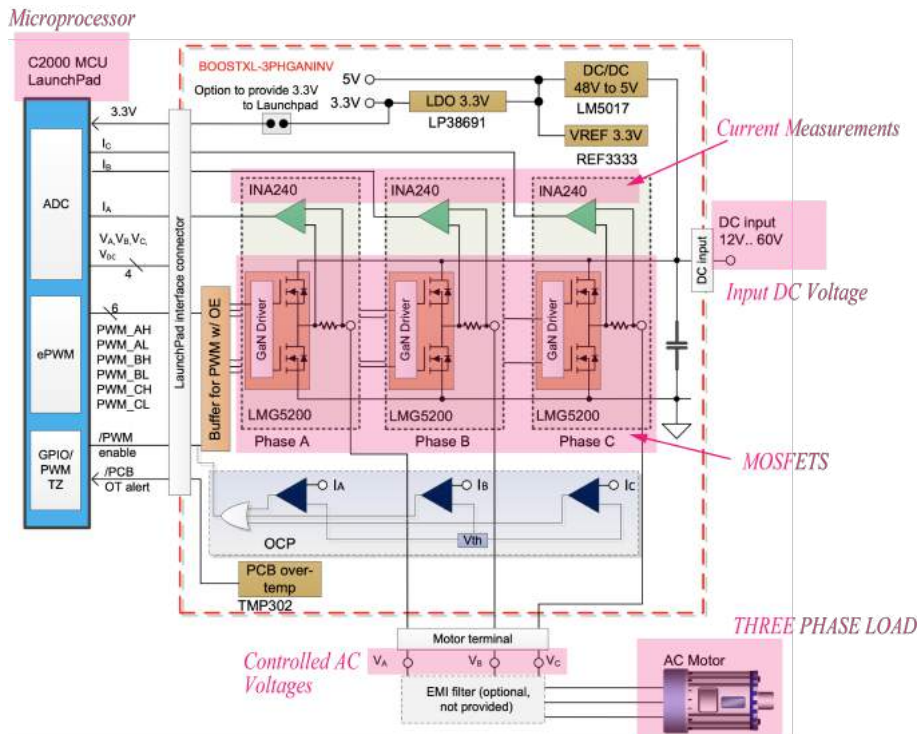 Microprocessor
C2000 MCU
LaunchPad
BOOSTXL-3PHGANINV
Option to provide 3.3V
to Launchpad
5V
3.3V
LDO 3.3V
LP38691
DC/DC
48V to 5V
LM5017
VREF 3.3V
REF3333
Current Measurements
3.3V
IC
IB
IA
ADC
VA,VB,VC,
VDC
4
INA240
INA240
INA240
DC input
12V.. 60V
DC input
Input DC Voltage
LaunchPad interface connector
Buffer for PWM w/ OE
6
ePWM
PWM_AH
PWM_AL
PWM_BH
PWM_BL
PWM_CH
PWM_CL
GaN Driver
GaN Driver
GaN Driver
LMG5200
LMG5200
LMG5200
Phase A
Phase B
Phase C
MOSFETS
GPIO/
PWM
TZ
/PWM
enable
/PCB
OT alert
IA
IB
IC
Vth
OCP
PCB over-
temp
TMP302
Motor terminal
Controlled AC
Voltages
VA
VB
VC
EMI filter (optional,
not provided)
THREE PHASE LOAD
AC Motor